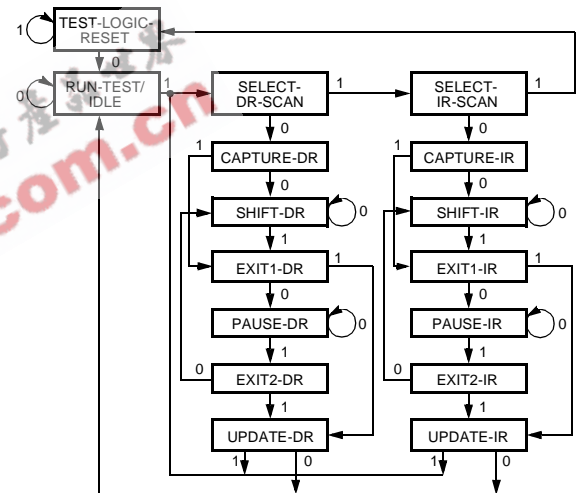 TEST-LOGIC-
RESET
1
0
RUN-TEST/
IDLE
0
1
SELECT-
DR-SCAN
1
SELECT-
IR-SCAN
1
0
0
1
CAPTURE-DR
1
CAPTURE-IR
0
0
SHIFT-DR
0
SHIFT-IR
0
1
1
EXIT1-DR
1
EXIT1-IR
1
0
0
PAUSE-DR
0
PAUSE-IR
0
1
1
0
EXIT2-DR
0
EXIT2-IR
1
1
UPDATE-DR
UPDATE-IR
1
0
1
0
com.cn